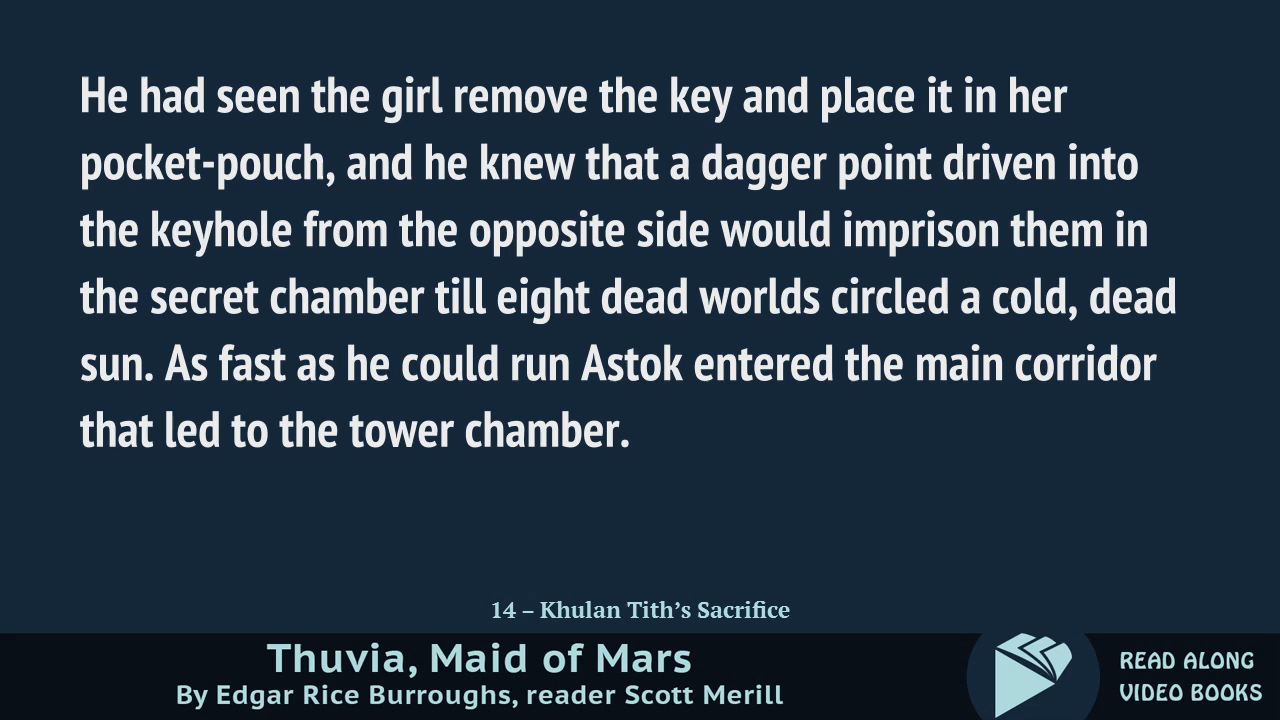 He had seen the girl remove the key and place it in her
pocket-pouch, and he knew that a dagger point driven into
the keyhole from the opposite side would imprison them in
the secret chamber till eight dead worlds circled a cold, dead
sun. As fast as he could run Astok entered the main corridor
that led to the tower chamber.
14 – Khulan Tith’s Sacrifice
Thuvia, Maid of Mars
By Edgar Rice Burroughs, reader Scott Merill
READ ALONG
VIDEO BOOKS